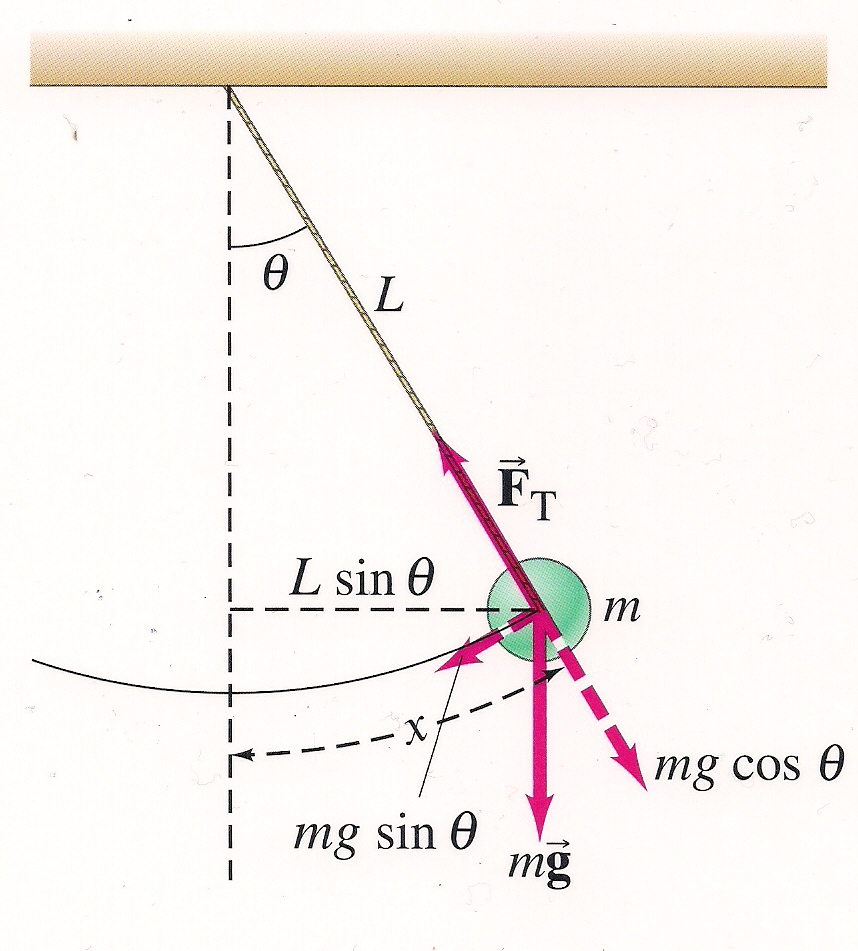 θ
L
F⃗T
L sin θ
m
x
mg cos θ
mg sin θ
mg⃗